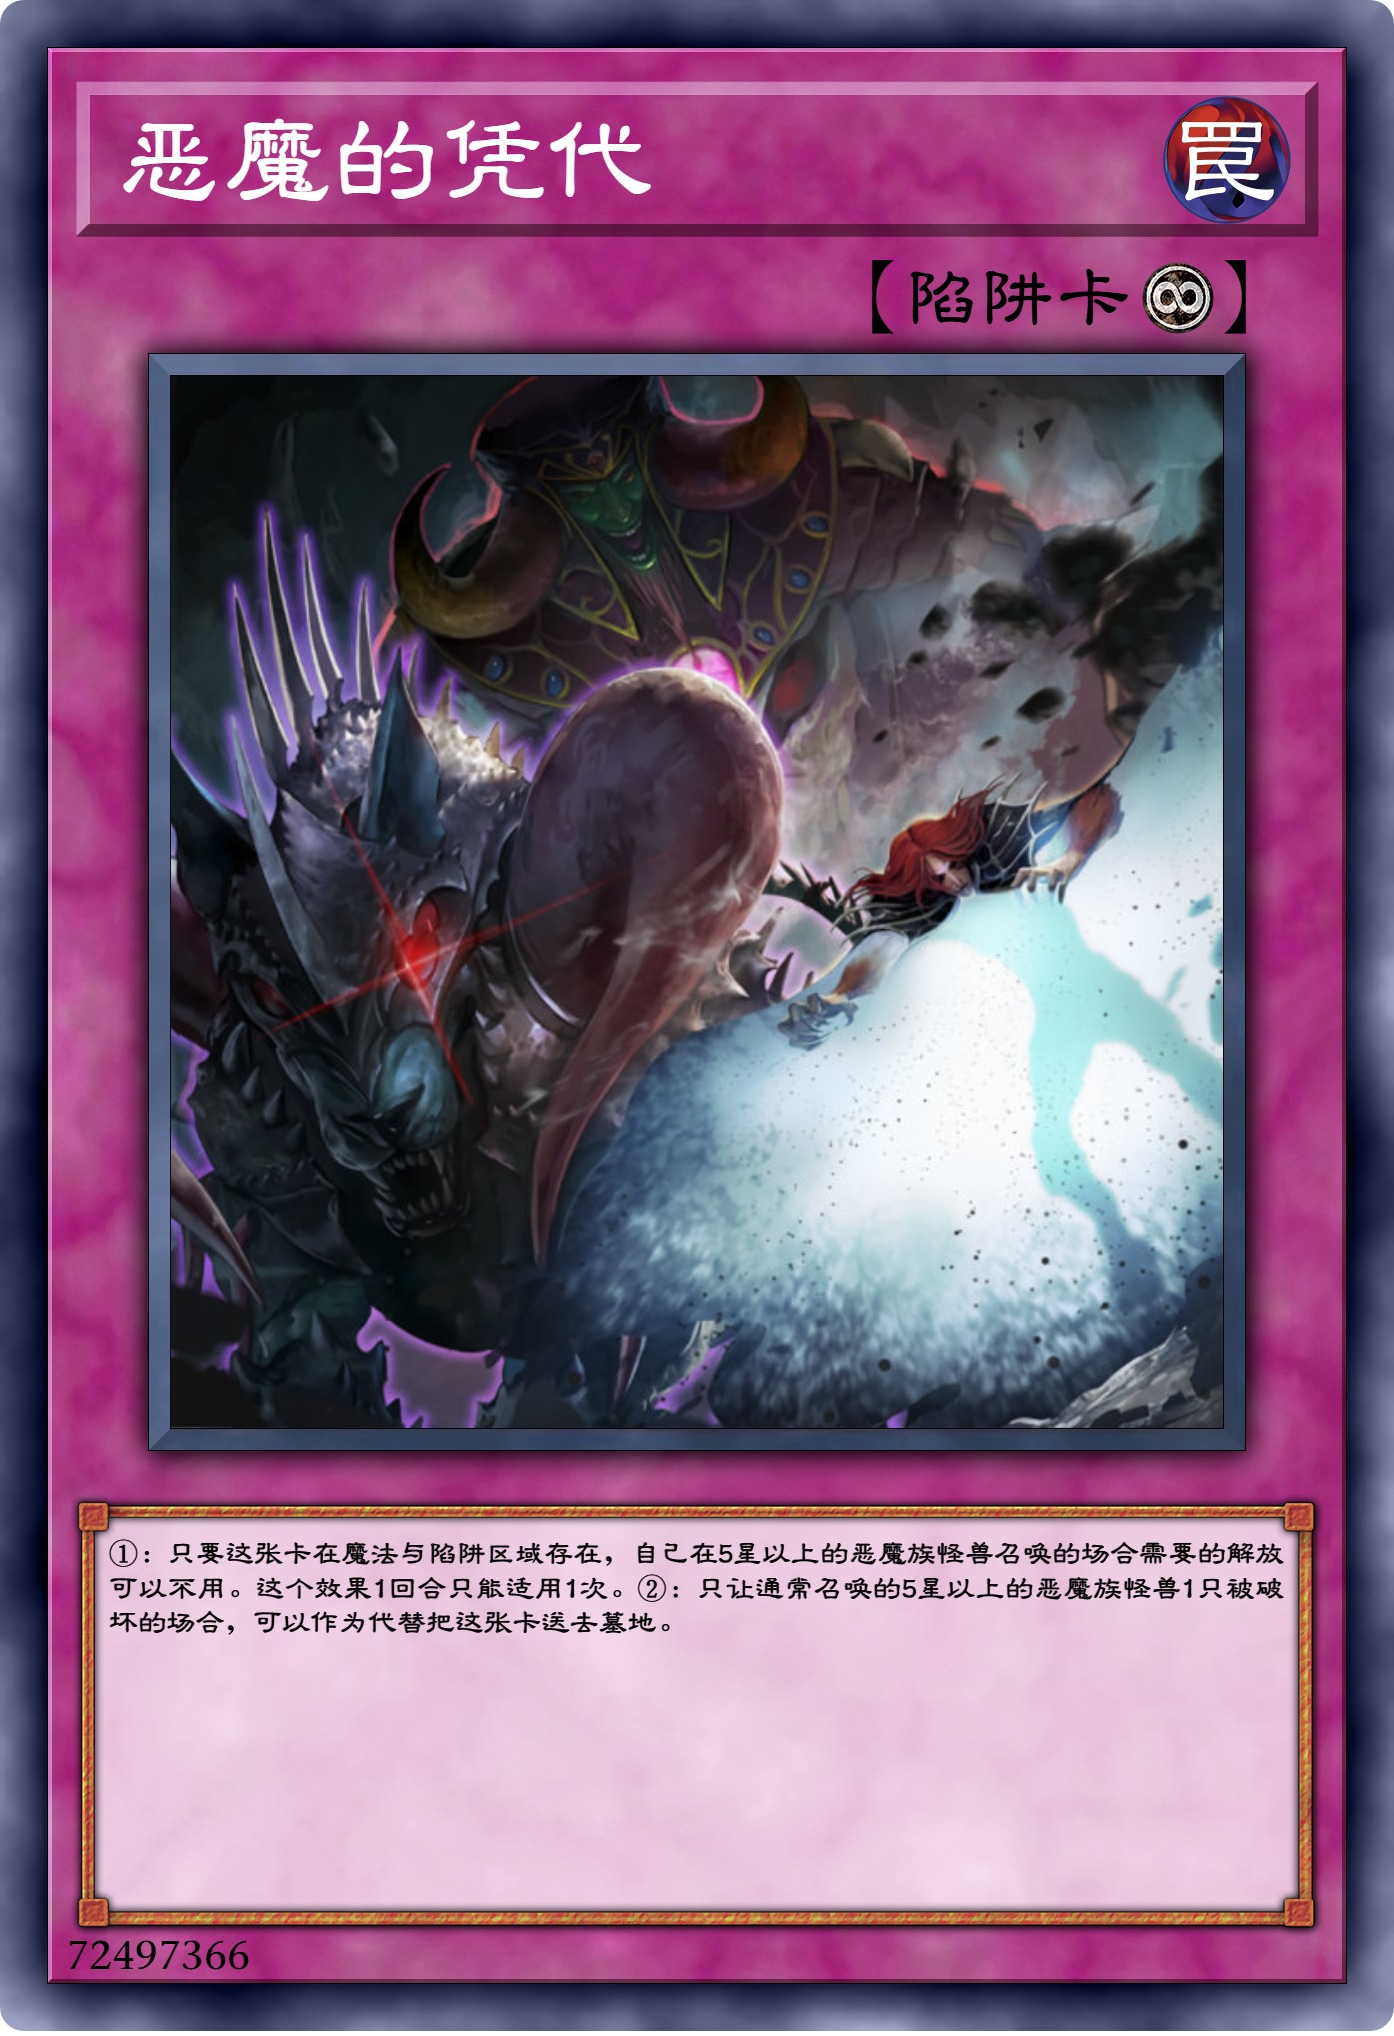 恶魔的凭代
罠
【陷阱卡】
①：只要这张卡在魔法与陷阱区域存在，自己在5星以上的恶魔族怪兽召唤的场合需要的解放
可以不用。这个效果1回合只能适用1次。②：只让通常召唤的5星以上的恶魔族怪兽1只被破
坏的场合，可以作为代替把这张卡送去墓地。
72497366